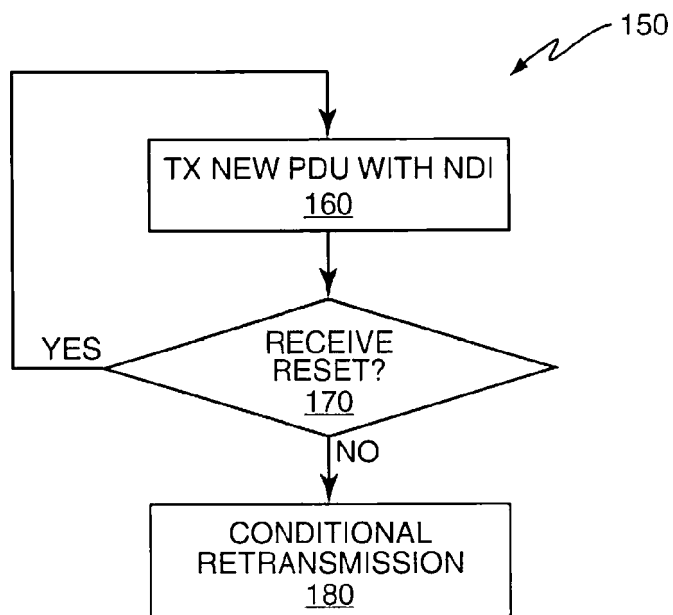 150
TX NEW PDU WITH NDI
160
YES
RECEIVE
RESET?
170
NO
CONDITIONAL
RETRANSMISSION
180